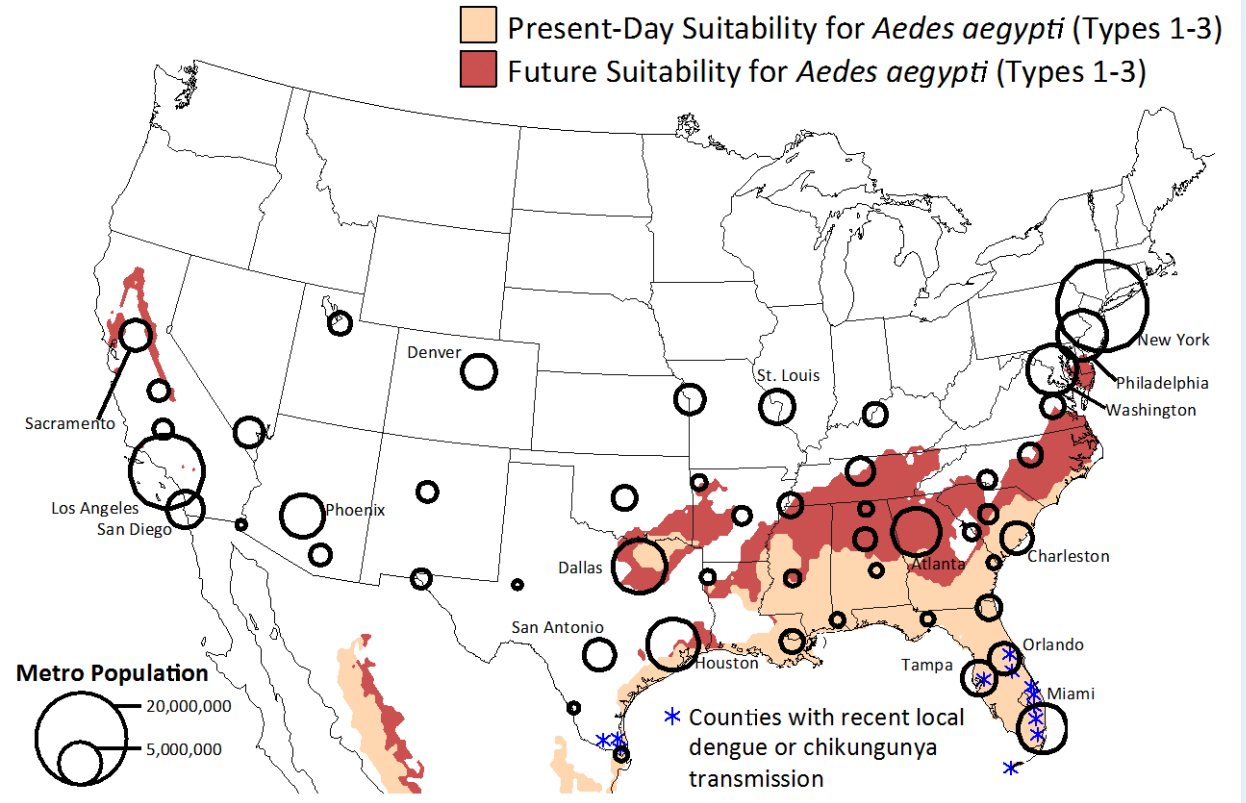 Present-Day Suitability for Aedes aegypti (Types 1-3)
Future Suitability for Aedes aegypti (Types 1-3)
New York
Denver
St. Louis
Philadelphia
Washington
Sacramento
Los Angeles
San Diego
Phoenix
Charleston
Dallas
Atlanta
San Antonio
Houston
Orlando
Tampa
Miami
Metro Population
20,000,000
5,000,000
Counties with recent local
dengue or chikungunya
transmission